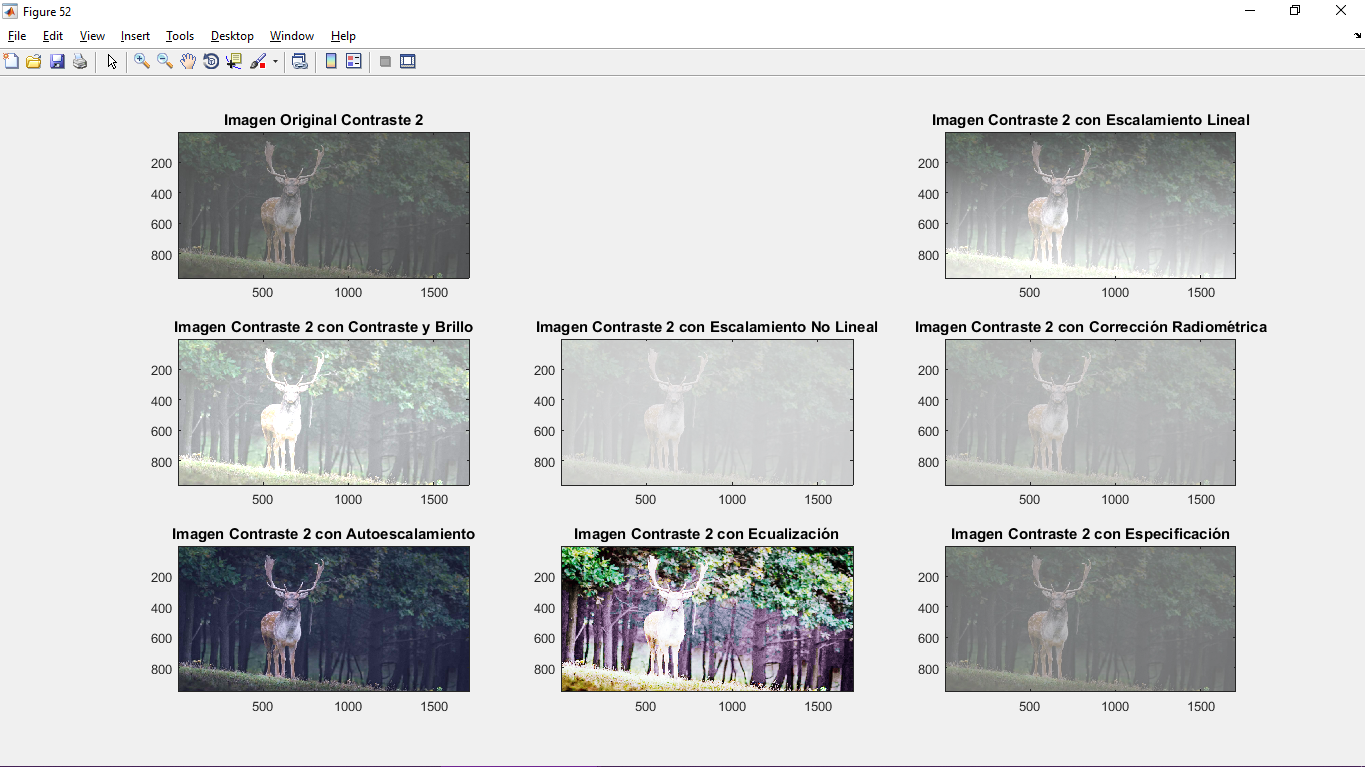 Figure 52
File Edit View Insert Tools Desktop Window Help
Imagen Original Contraste 2
200
400
600
800
500 1000 1500
Imagen Contraste 2 con Escalamiento Lineal
200
400
600
800
500 1000 1500
Imagen Contraste 2 con Contraste y Brillo
200
400
600
800
500 1000 1500
Imagen Contraste 2 con Escalamiento No Lineal
200
400
600
800
500 1000 1500
Imagen Contraste 2 con Corrección Radiométrica
200
400
600
800
500 1000 1500
Imagen Contraste 2 con Autoescalamiento
200
400
600
800
500 1000 1500
Imagen Contraste 2 con Ecualización
200
400
600
800
500 1000 1500
Imagen Contraste 2 con Especificación
200
400
600
800
500 1000 1500